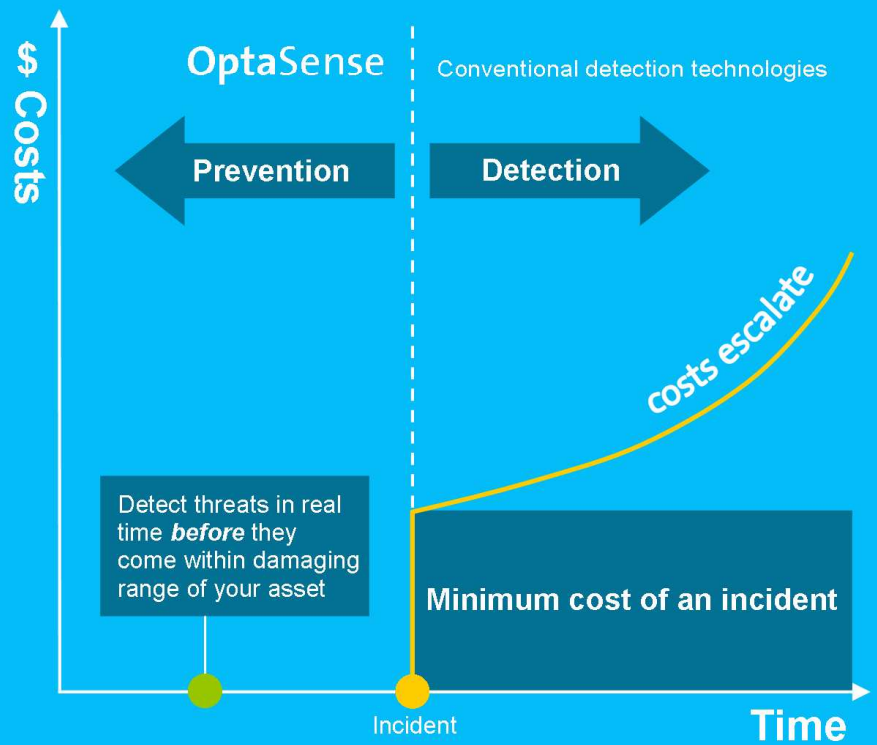 $ Costs
OptaSense
Conventional detection technologies
Prevention
Detection
costs escalate
Detect threats in real
time before they
come within damaging
range of your asset
Minimum cost of an incident
Incident
Time